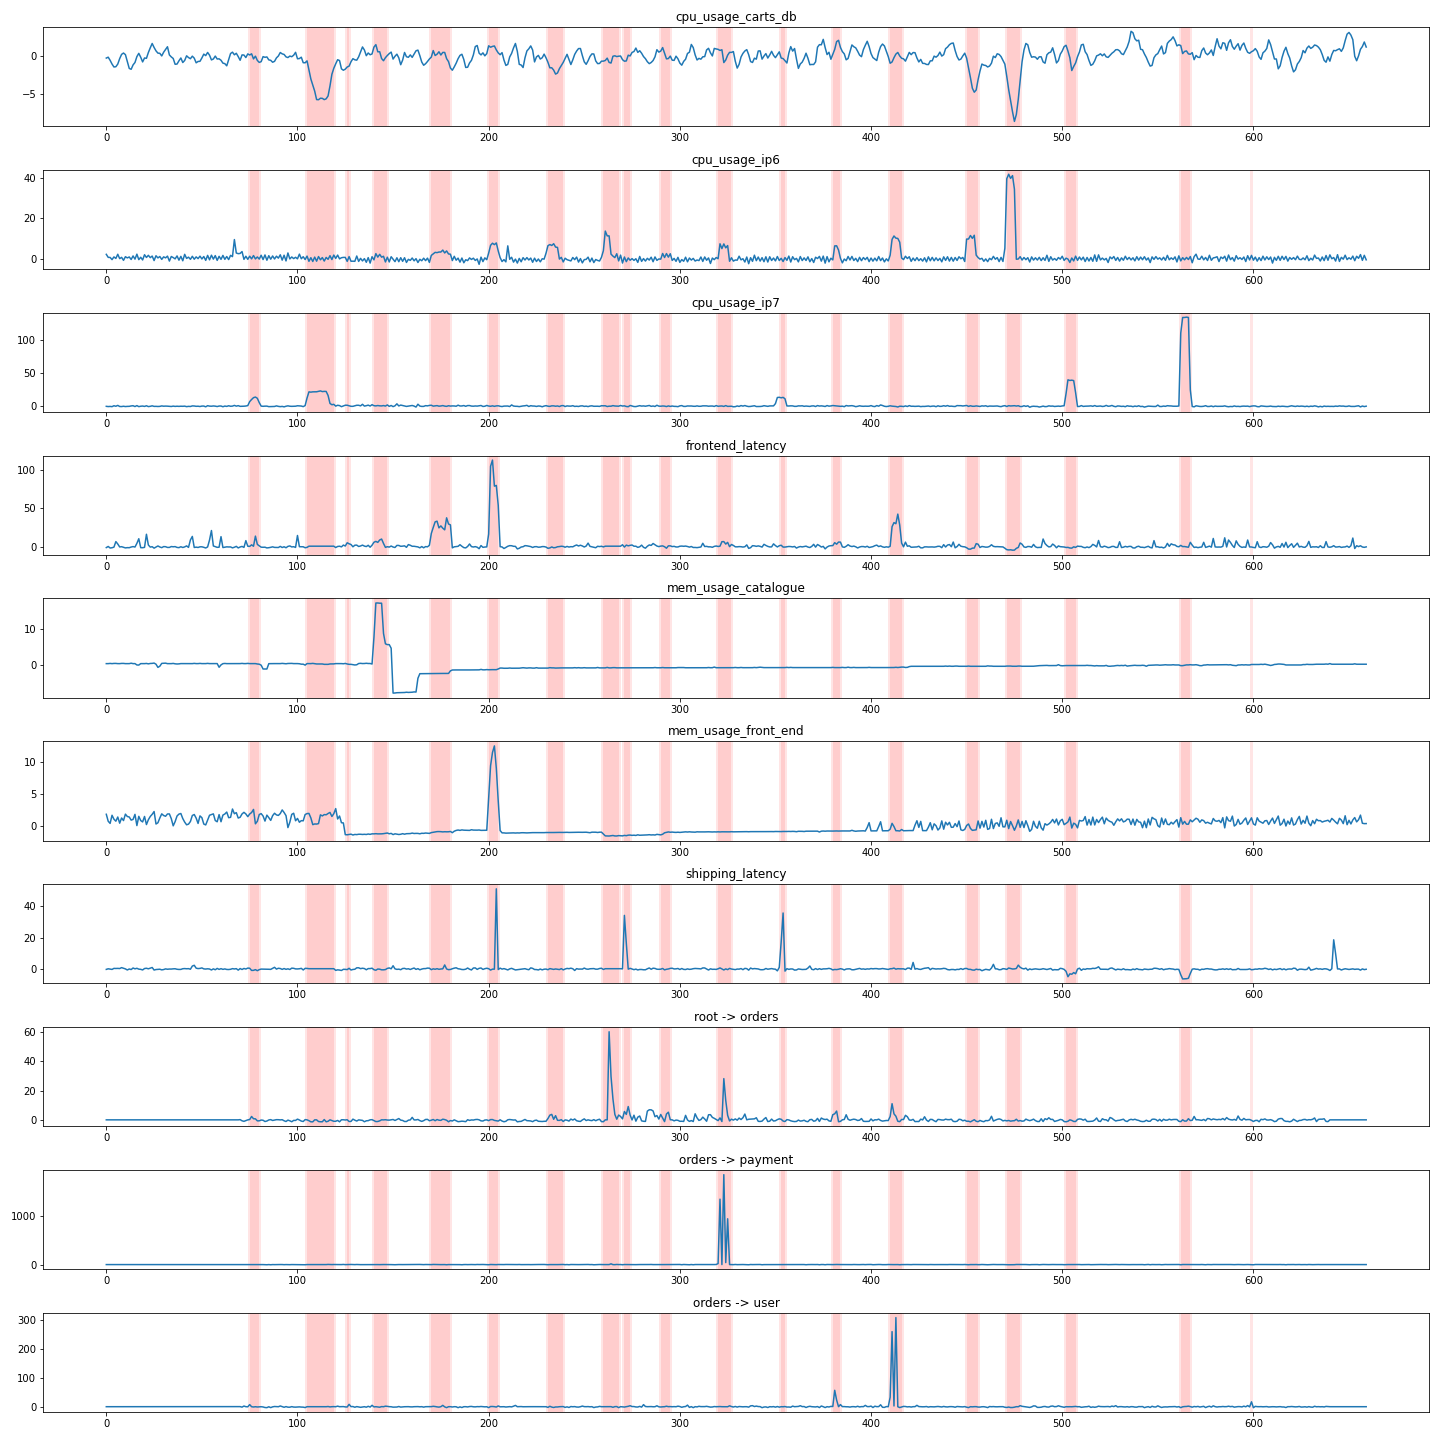 cpu_usage_carts_db
0
−5
0 100 200 300 400 500 600
cpu_usage_ip6
40
20
0
0 100 200 300 400 500 600
cpu_usage_ip7
100
50
0
0 100 200 300 400 500 600
frontend_latency
100
50
0
0 100 200 300 400 500 600
mem_usage_catalogue
10
0
0 100 200 300 400 500 600
mem_usage_front_end
10
5
0
0 100 200 300 400 500 600
shipping_latency
40
20
0
0 100 200 300 400 500 600
root -> orders
60
40
20
0
0 100 200 300 400 500 600
orders -> payment
1000
0
0 100 200 300 400 500 600
orders -> user
300
200
100
0
0 100 200 300 400 500 600